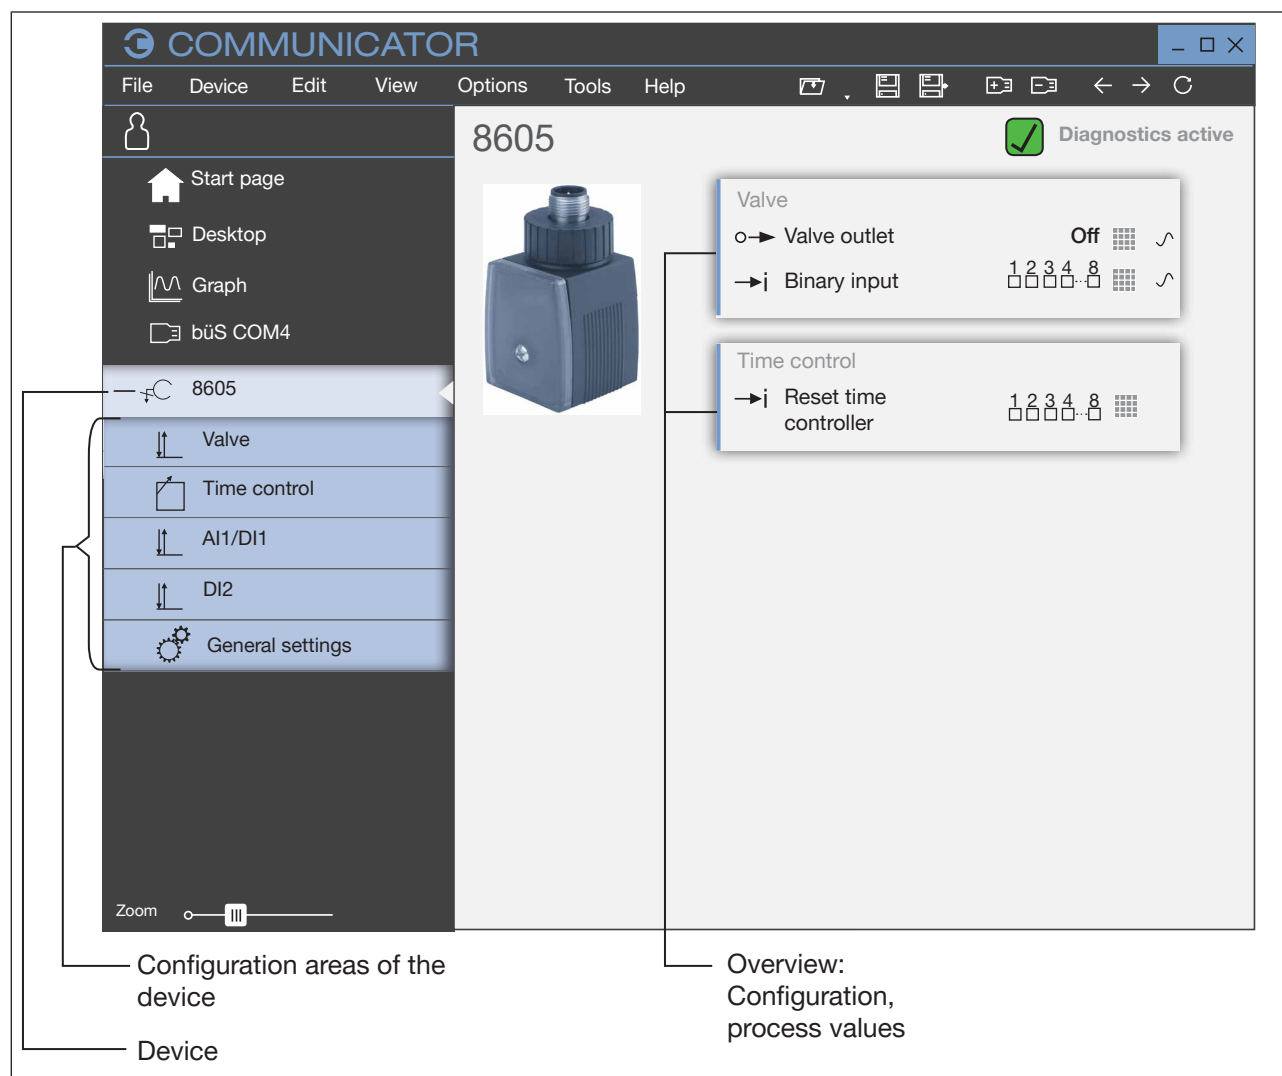 COMMUNICATOR
File Device Edit View Options Tools Help
Start page
Desktop
Graph
büS COM4
8605
Valve
Time control
AI1/DI1
DI2
General settings
Zoom
8605
Diagnostics active
Valve
Valve outlet Off
Binary input 1 2 3 4 ... 8
Time control
Reset time
controller 1 2 3 4 ... 8
Configuration areas of the
device
Device
Overview:
Configuration,
process values